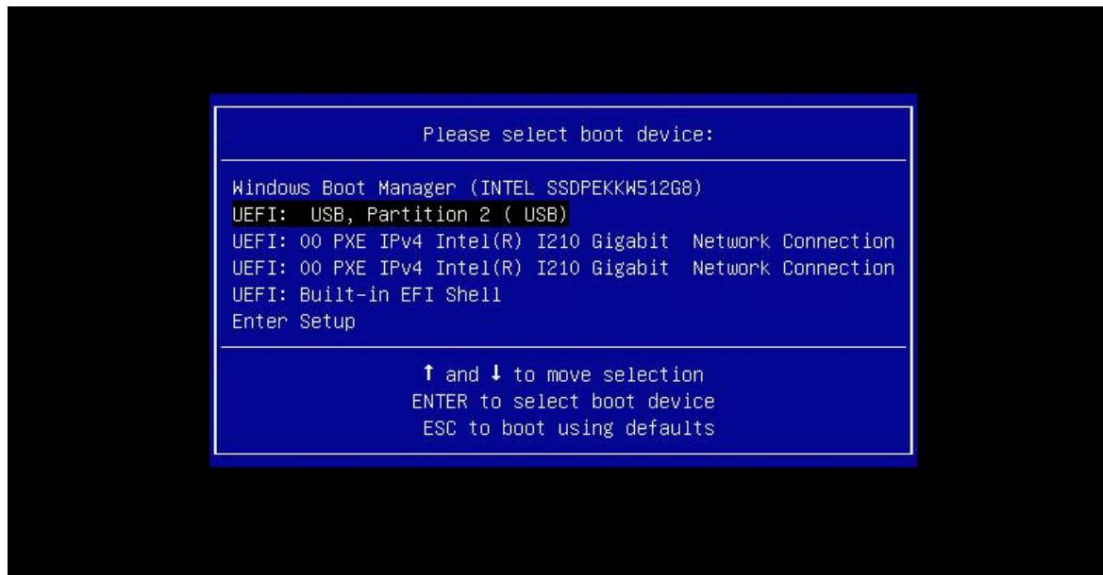 Please select boot device:
Windows Boot Manager (INTEL SSDPEKKW512G8)
UEFI:  USB, Partition 2 ( USB)
UEFI: 00 PXE IPv4 Intel(R) I210 Gigabit  Network Connection
UEFI: 00 PXE IPv4 Intel(R) I210 Gigabit  Network Connection
UEFI: Built-in EFI Shell
Enter Setup
↑ and ↓ to move selection
ENTER to select boot device
ESC to boot using defaults